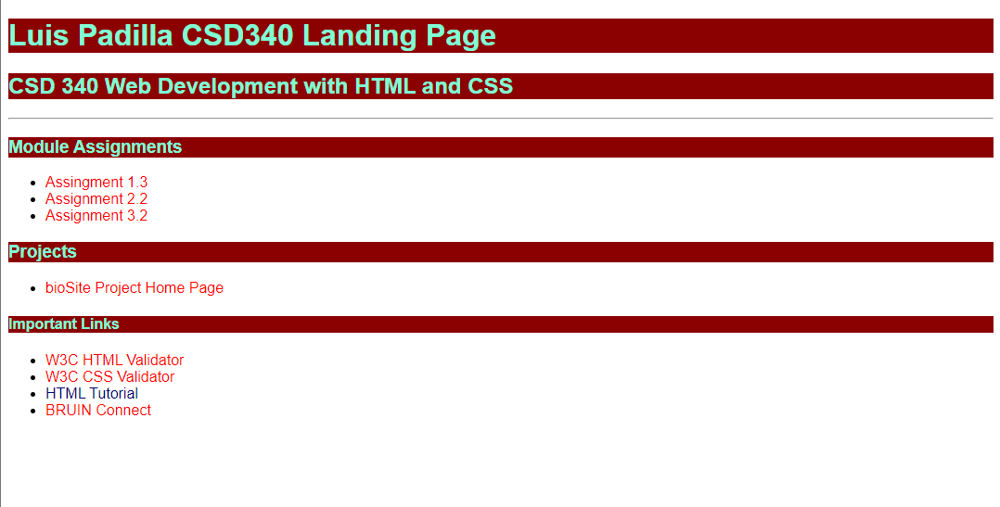 Luis Padilla CSD340 Landing Page
CSD 340 Web Development with HTML and CSS
Module Assignments
Assingment 1.3
Assignment 2.2
Assignment 3.2
Projects
bioSite Project Home Page
Important Links
W3C HTML Validator
W3C CSS Validator
HTML Tutorial
BRUIN Connect